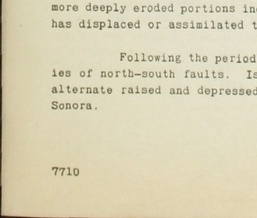 more deeply eroded portions in
has displaced or assimilated t
Following the period
ies of north-south faults. Is
alternate raised and depressed
Sonora.
7710